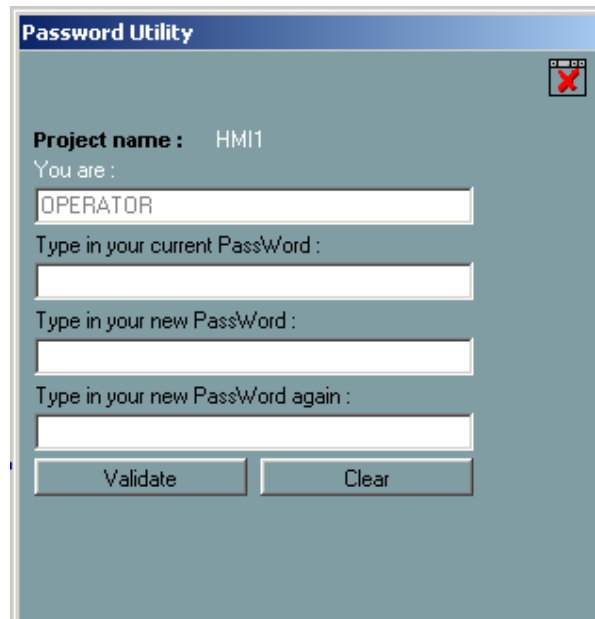 Password Utility
Project name : HMI1
You are :
OPERATOR
Type in your current PassWord :
Type in your new PassWord :
Type in your new PassWord again :
Validate Clear